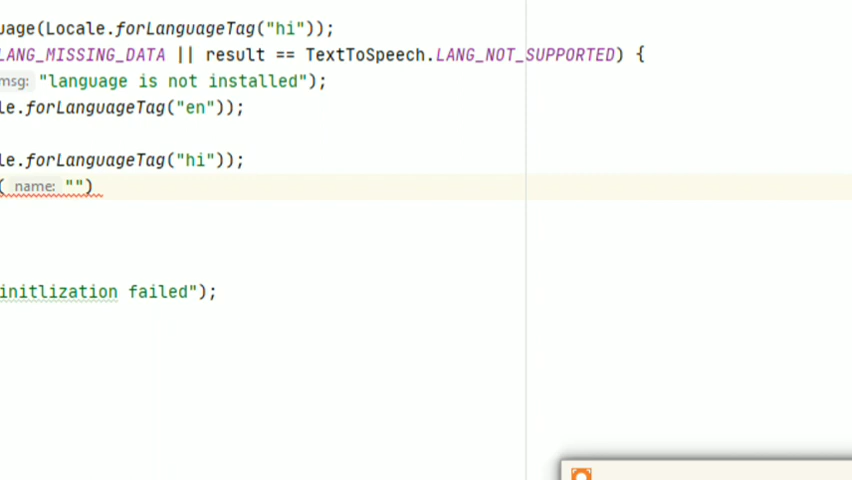 uage(Locale.forLanguageTag("hi"));
LANG_MISSING_DATA || result == TextToSpeech.LANG_NOT_SUPPORTED) {
msg: "language is not installed");
le.forLanguageTag("en"));
le.forLanguageTag("hi"));
( name: "")
initlization failed");